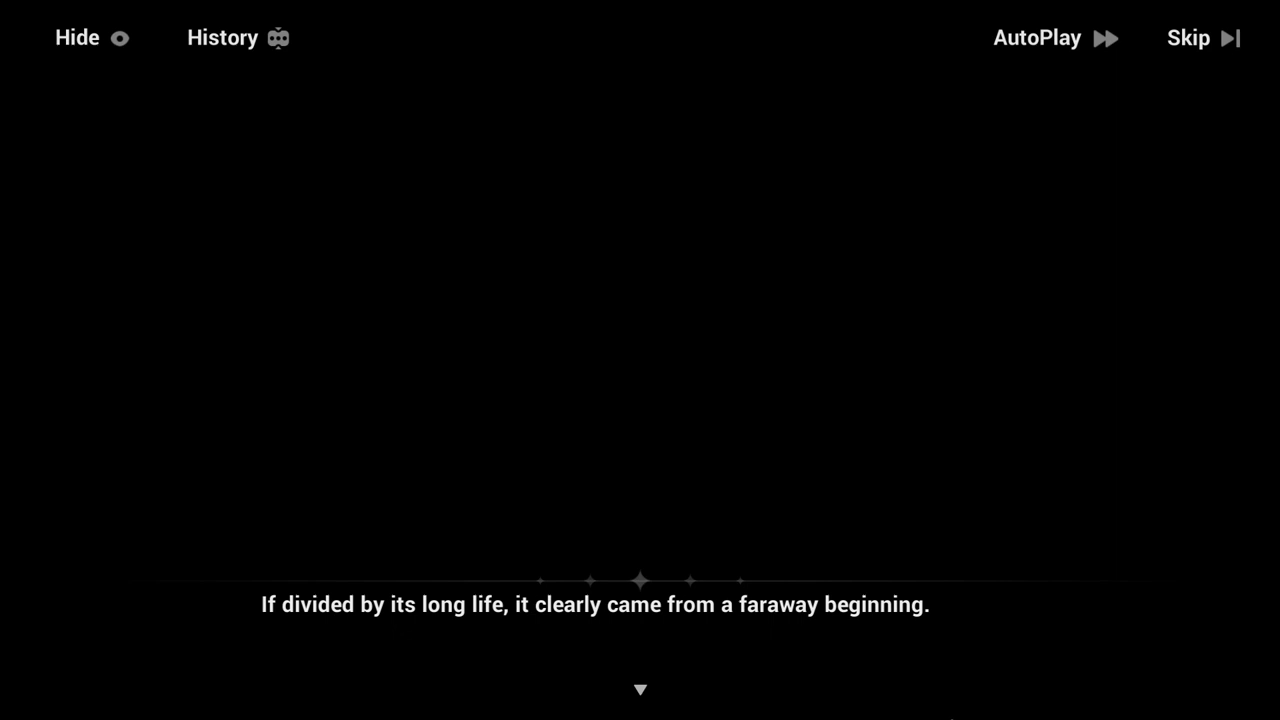 Hide
History
AutoPlay
Skip
If divided by its long life, it clearly came from a faraway beginning.